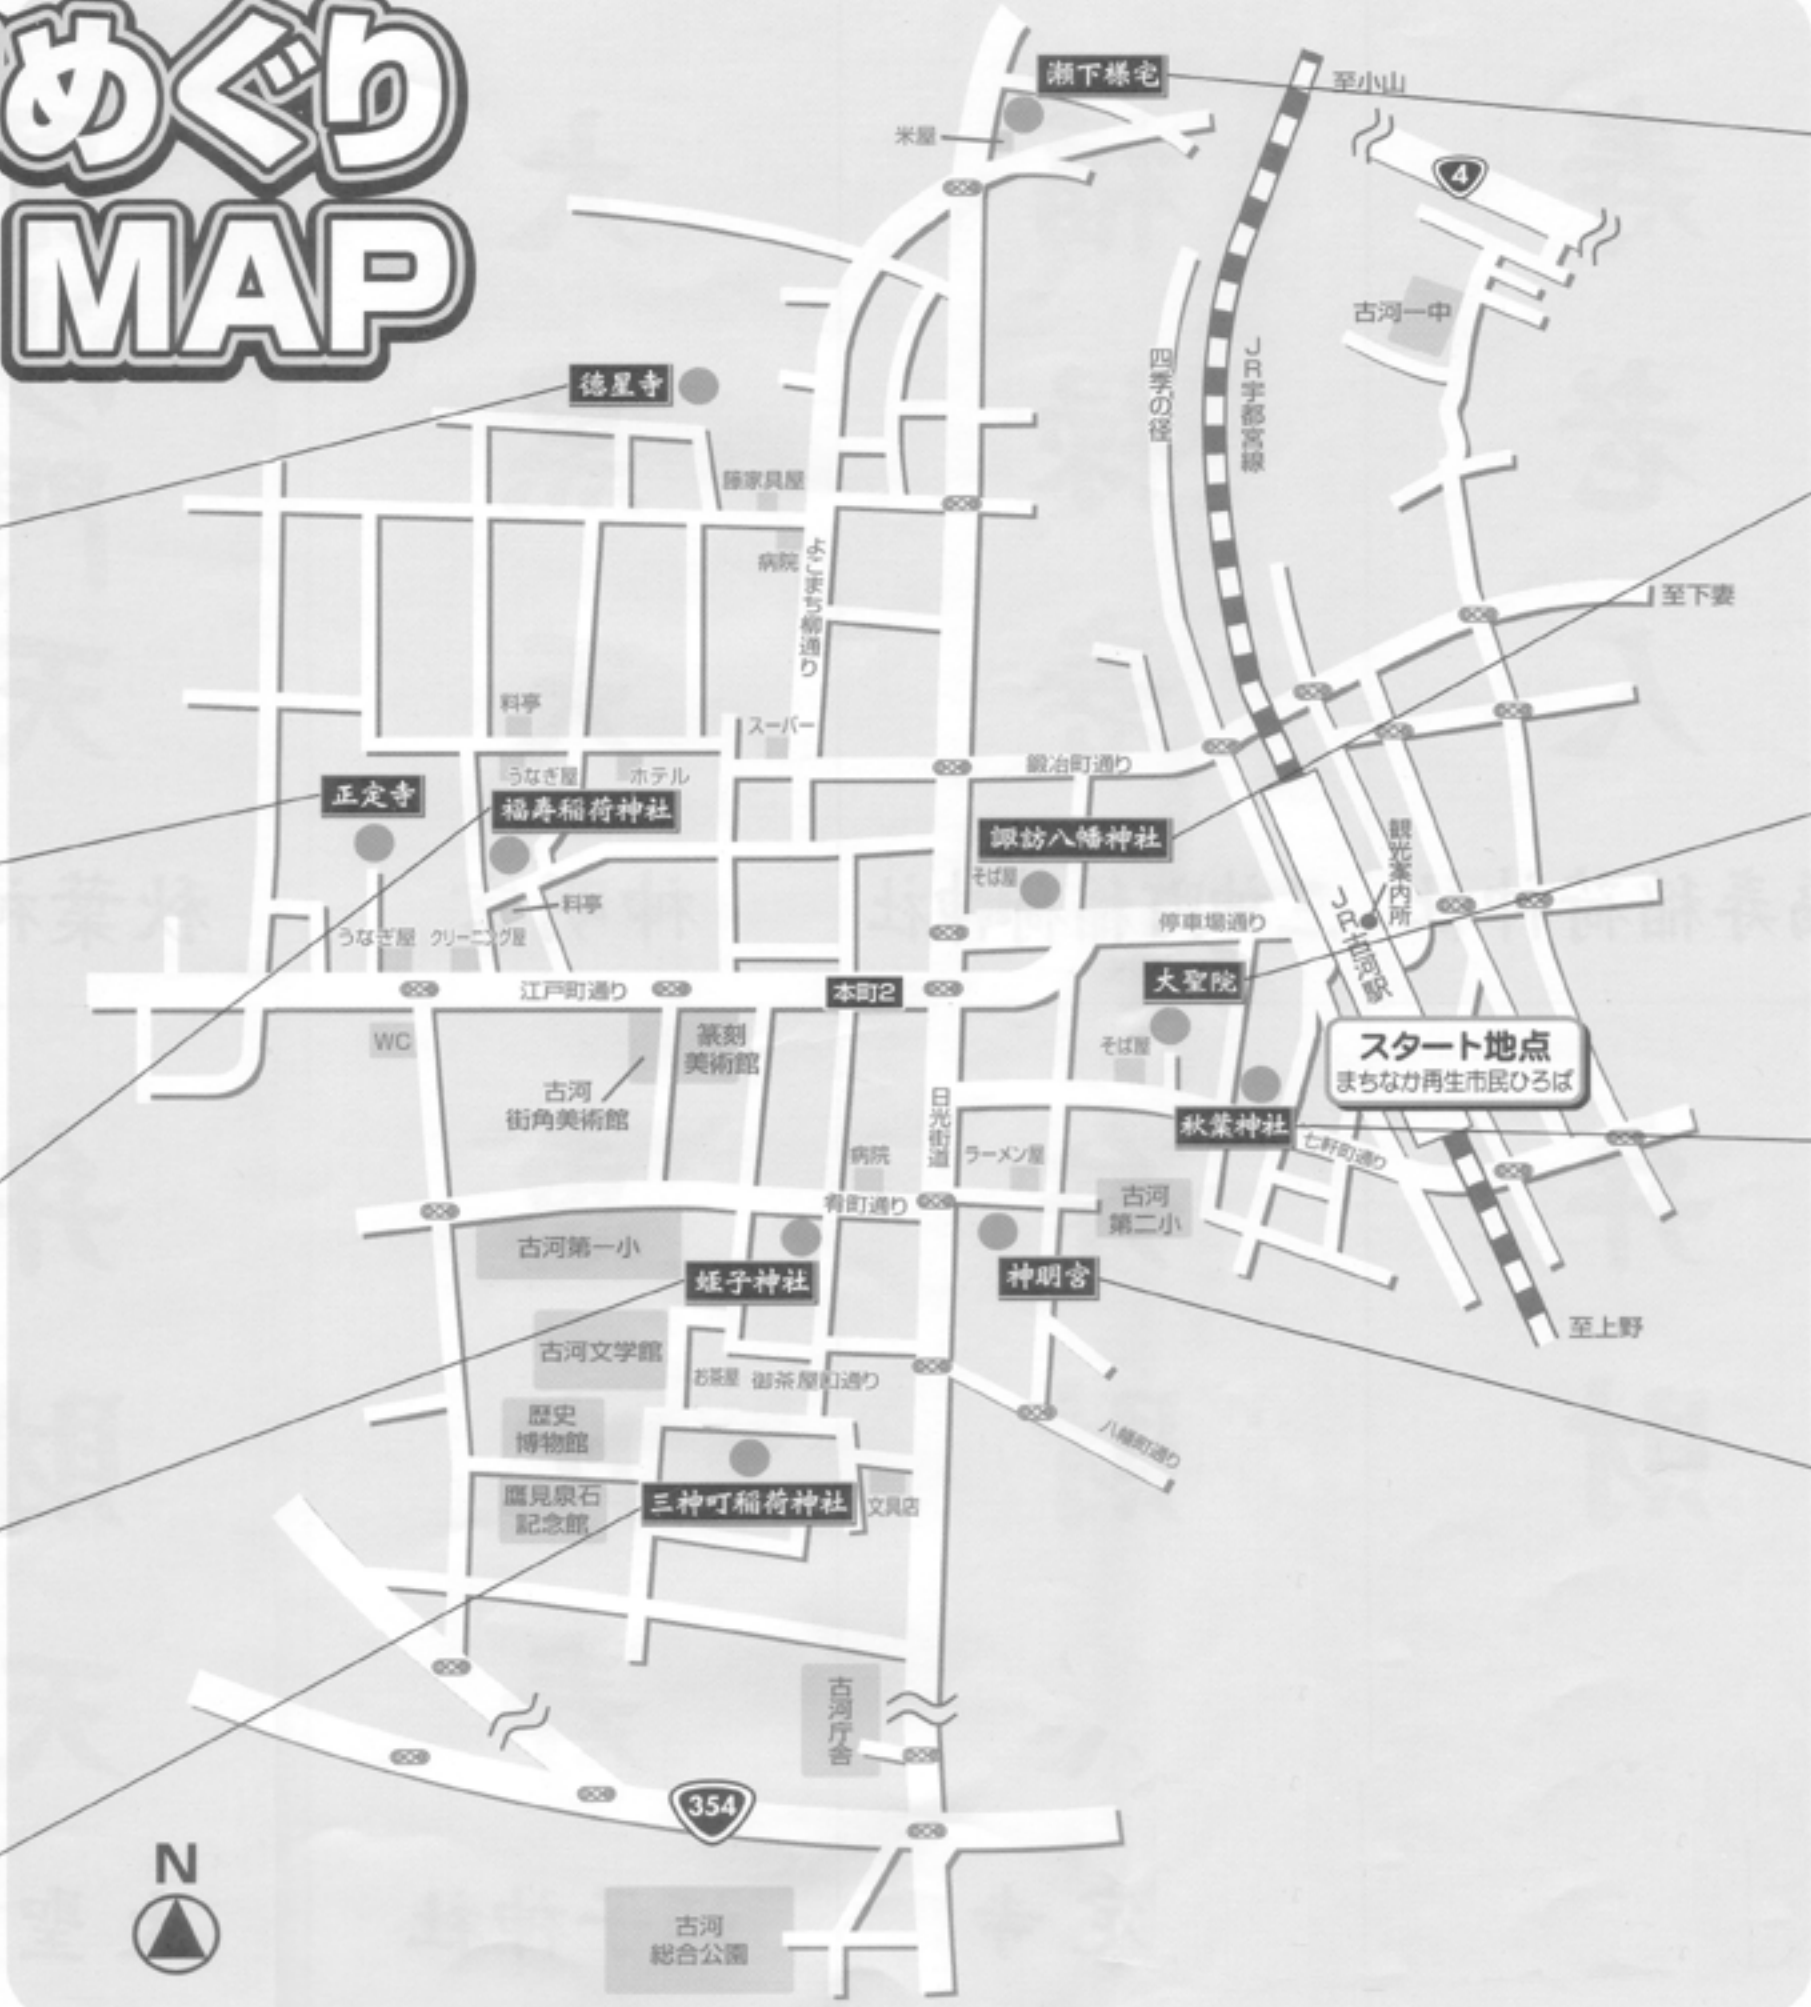 めぐり
MAP
瀬下様宅
至小山
米屋
4
古河一中
四季の径
JR宇都宮線
徳星寺
藤家具屋
病院
よこまち柳通り
至下妻
料亭
スーパー
うなぎ屋
ホテル
鍛冶町通り
正定寺
福寿稲荷神社
諏訪八幡神社
観光案内所
そば屋
料亭
うなぎ屋
クリーニング屋
停車場通り
JR古河駅
江戸町通り
本町2
大聖院
WC
篆刻
美術館
そば屋
スタート地点
まちなか再生市民ひろば
古河
街角美術館
日光街道
秋葉神社
七軒町通り
病院
ラーメン屋
肴町通り
古河
第二小
古河第一小
蛭子神社
神明宮
至上野
古河文学館
お茶屋
御茶屋口通り
歴史
博物館
八幡町通り
鷹見泉石
記念館
三神町稲荷神社
文具店
古河庁舎
354
N
古河
総合公園